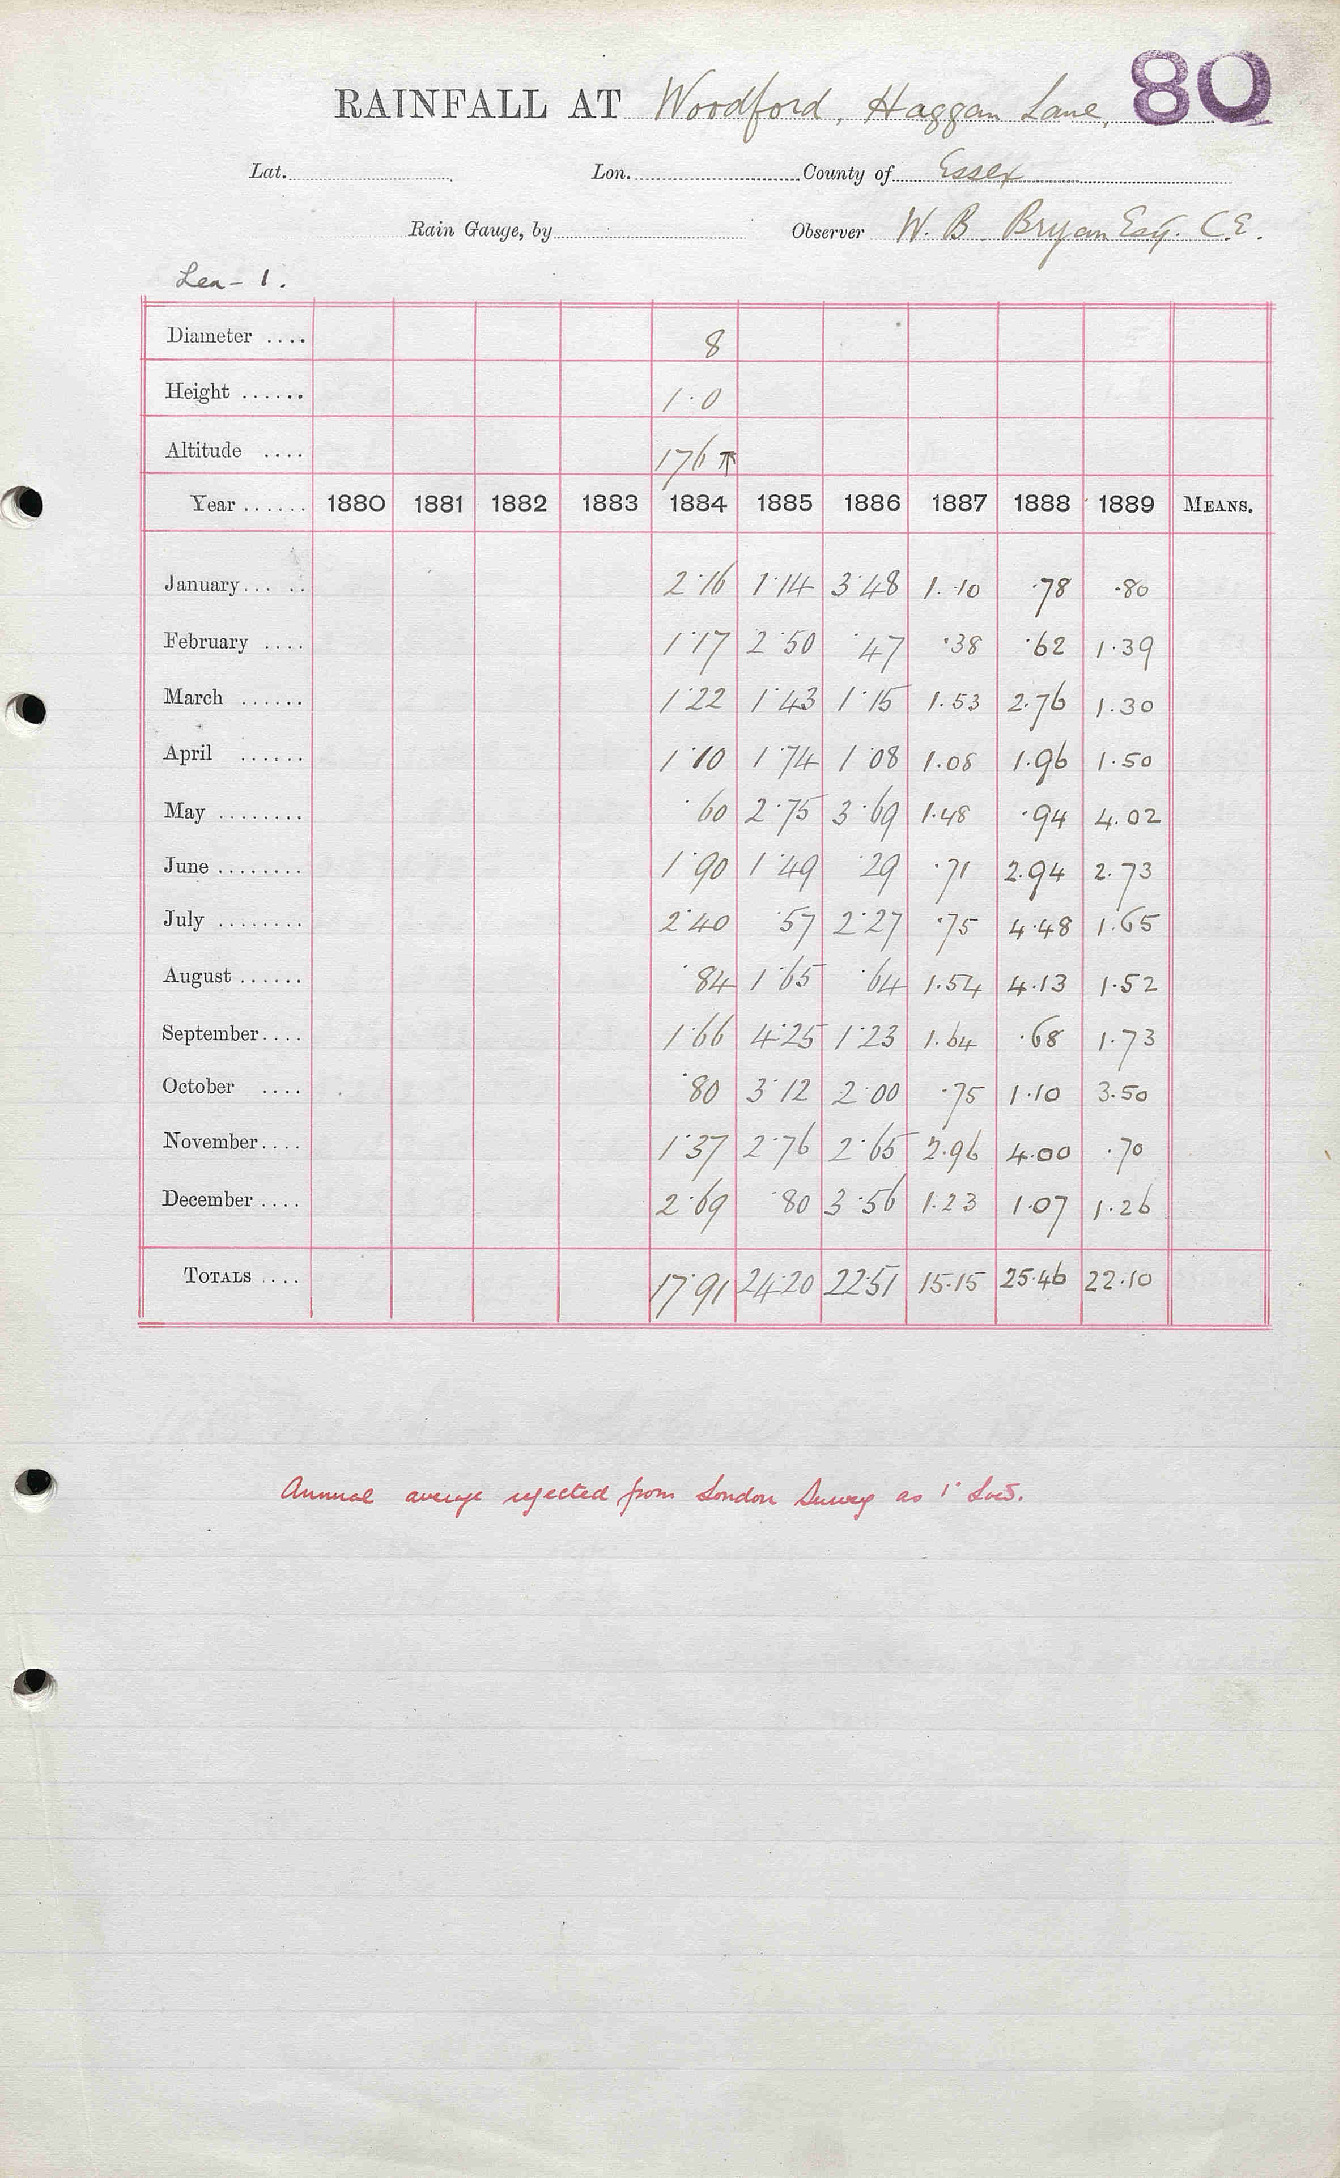 RAINFALL AT Woodford, Haggan Lane, 80
Lat. Lon. County of Essex
Rain Gauge, by Observer W. B. Bryan Esq. C.E.
Lea - 1.
Diameter .... 8
Height ...... 1.0
Altitude .... 176 T
Year ...... 1880 1881 1882 1883 1884 1885 1886 1887 1888 1889 MEANS.
January ... .. 2.16 1.14 3.48 1.10 .78 .80
February .... 1.17 2.50 .47 .38 .62 1.39
March ...... 1.22 1.43 1.15 1.53 2.76 1.30
April ...... 1.10 1.74 1.08 1.08 1.96 1.50
May ........ .60 2.75 3.69 1.48 .94 4.02
June ........ 1.90 1.49 .29 .71 2.94 2.73
July ........ 2.40 .57 2.27 .75 4.48 1.65
August ...... .84 1.65 .64 1.54 4.13 1.52
September .... 1.66 4.25 1.23 1.64 .68 1.73
October .... .80 3.12 2.00 .75 1.10 3.50
November .... 1.37 2.76 2.65 2.96 4.00 .70
December .... 2.69 .80 3.56 1.23 1.07 1.26
TOTALS .... 17.91 24.20 22.51 15.15 25.46 22.10
Annual average rejected from London Survey as 1" Low.